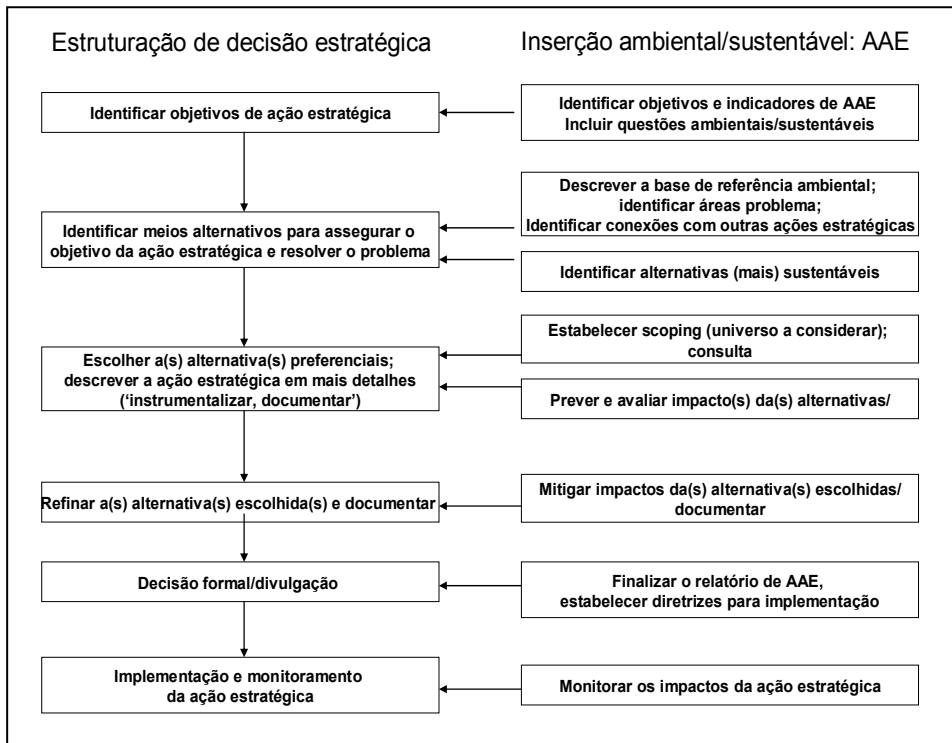 Estruturação de decisão estratégica
Inserção ambiental/sustentável: AAE
Identificar objetivos de ação estratégica
Identificar objetivos e indicadores de AAE
Incluir questões ambientais/sustentáveis
Identificar meios alternativos para assegurar o
objetivo da ação estratégica e resolver o problema
Descrever a base de referência ambiental;
identificar áreas problema;
Identificar conexões com outras ações estratégicas
Identificar alternativas (mais) sustentáveis
Escolher a(s) alternativa(s) preferenciais;
descrever a ação estratégica em mais detalhes
(‘instrumentalizar, documentar’)
Estabelecer scoping (universo a considerar);
consulta
Prever e avaliar impacto(s) da(s) alternativas/
Refinar a(s) alternativa(s) escolhida(s) e documentar
Mitigar impactos da(s) alternativa(s) escolhidas/
documentar
Decisão formal/divulgação
Finalizar o relatório de AAE,
estabelecer diretrizes para implementação
Implementação e monitoramento
da ação estratégica
Monitorar os impactos da ação estratégica